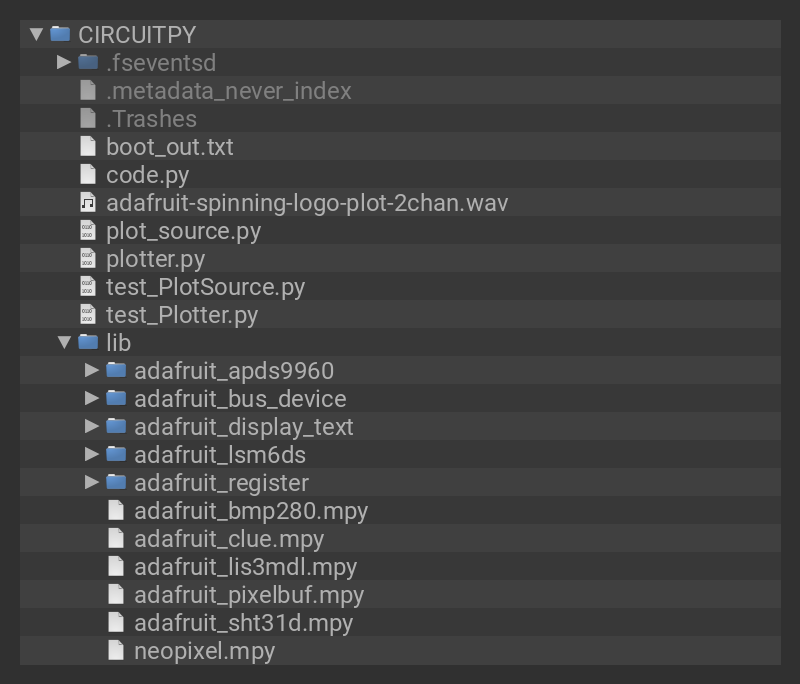 CIRCUITPY
.fseventsd
.metadata_never_index
.Trashes
boot_out.txt
code.py
adafruit-spinning-logo-plot-2chan.wav
plot_source.py
plotter.py
test_PlotSource.py
test_Plotter.py
lib
adafruit_apds9960
adafruit_bus_device
adafruit_display_text
adafruit_lsm6ds
adafruit_register
adafruit_bmp280.mpy
adafruit_clue.mpy
adafruit_lis3mdl.mpy
adafruit_pixelbuf.mpy
adafruit_sht31d.mpy
neopixel.mpy